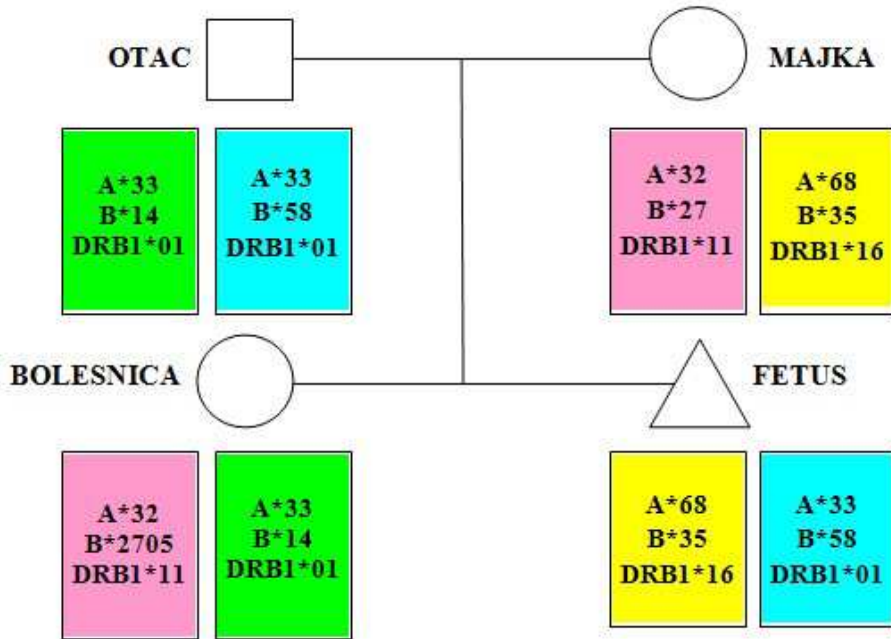 OTAC
MAJKA
A*33
B*14
DRB1*01
A*33
B*58
DRB1*01
A*32
B*27
DRB1*11
A*68
B*35
DRB1*16
BOLESNICA
FETUS
A*32
B*2705
DRB1*11
A*33
B*14
DRB1*01
A*68
B*35
DRB1*16
A*33
B*58
DRB1*01